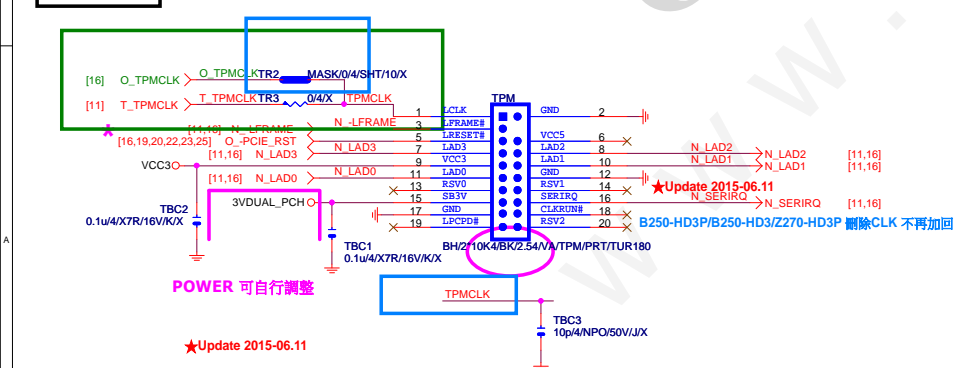 w w w .
[16] O_TPMCLK O_TPMCLK TR2 MASK/0/4/SHT/10/X
[11] T_TPMCLK T_TPMCLK TR3 0/4/X TPMCLK
TPM
1 LCLK GND 2
[11,16] N_-LFRAME N_-LFRAME 3 LFRAME#
[16,19,20,22,23,25] O_-PCIE_RST 5 LRESET# VCC5 6
[11,16] N_LAD3 N_LAD3 7 LAD3 LAD2 8 N_LAD2 N_LAD2 [11,16]
VCC3 9 VCC3 LAD1 10 N_LAD1 N_LAD1 [11,16]
[11,16] N_LAD0 N_LAD0 11 LAD0 GND 12
13 RSV0 RSV1 14
★Update 2015-06.11
3VDUAL_PCH 15 SB3V SERIRQ 16 N_SERIRQ N_SERIRQ [11,16]
17 GND CLKRUN# 18
19 LPCPD# RSV2 20
B250-HD3P/B250-HD3/Z270-HD3P 刪除CLK 不再加回
TBC2
0.1u/4/X7R/16V/K/X
BH/2*10K4/BK/2.54/VA/TPM/PRT/TUR180
TBC1
0.1u/4/X7R/16V/K/X
A
POWER 可自行調整
TPMCLK
TBC3
10p/4/NPO/50V/J/X
★Update 2015-06.11